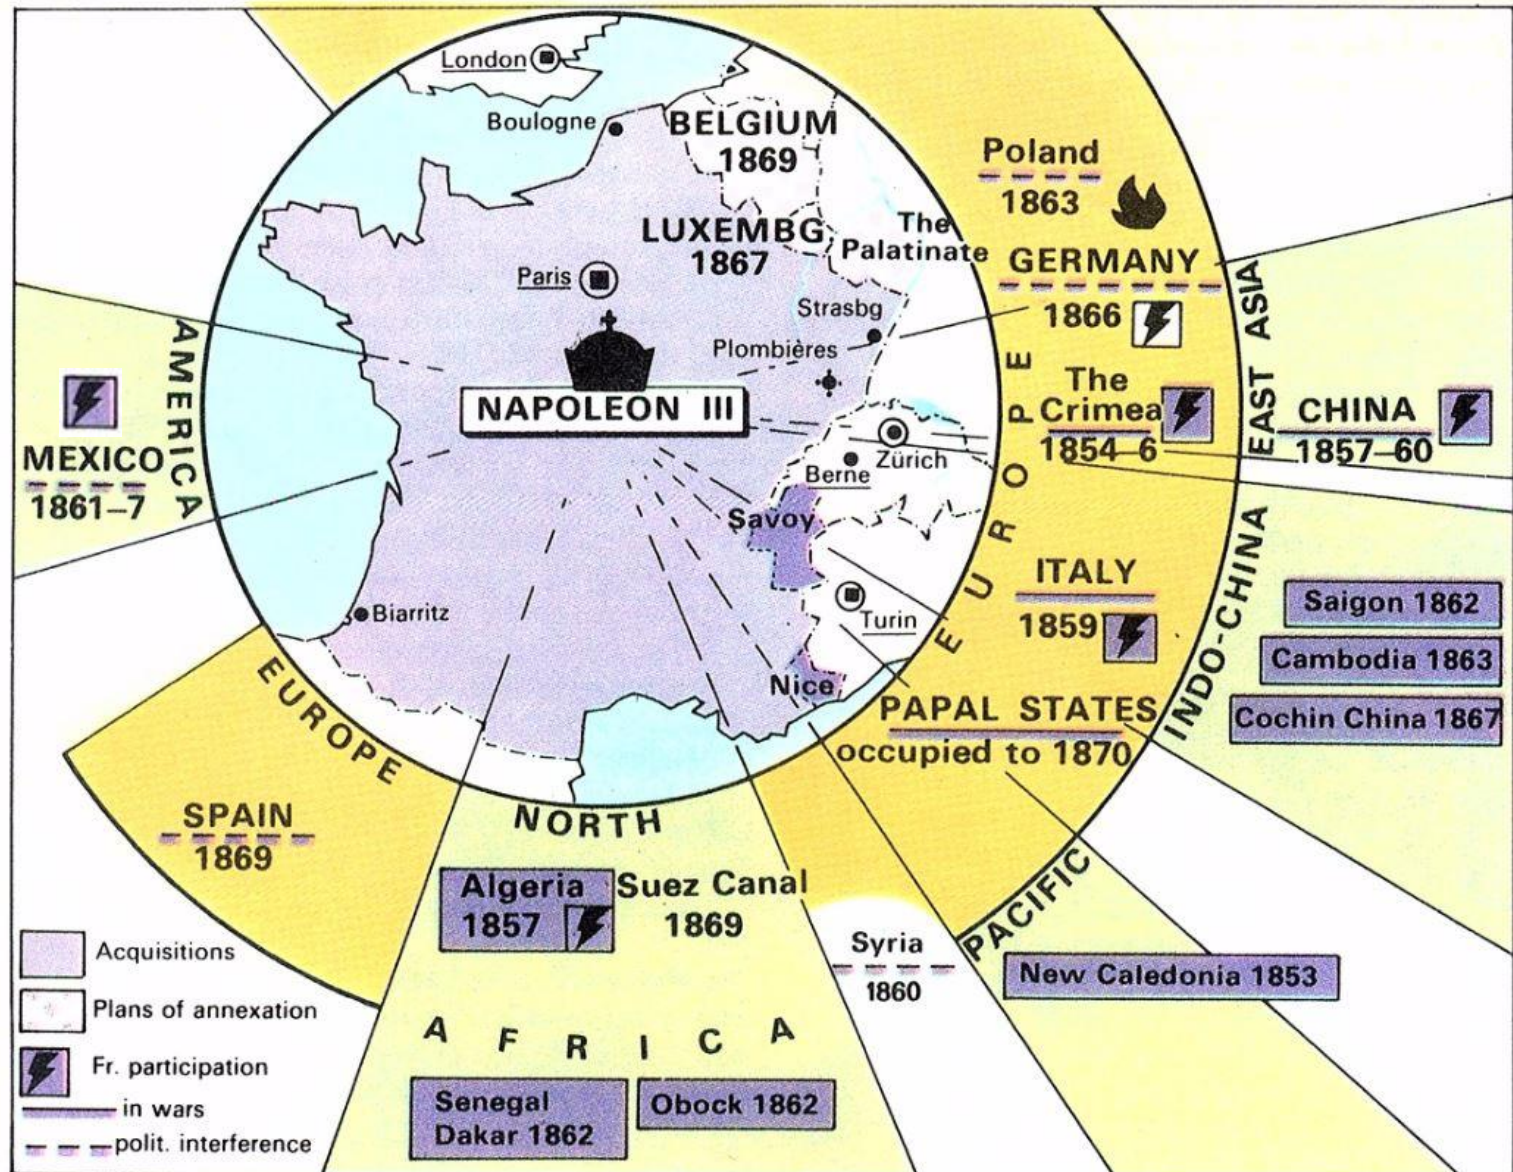 London
Boulogne
BELGIUM
1869
LUXEMBG
1867
The
Palatinate
Paris
Strasbg
Plombières
NAPOLEON III
Zürich
Berne
Savoy
Turin
Biarritz
Nice
EUROPE
Poland
1863
GERMANY
1866
The
Crimea
1854–6
ITALY
1859
PAPAL STATES
occupied to 1870
EAST ASIA
CHINA
1857–60
INDO-CHINA
Saigon 1862
Cambodia 1863
Cochin China 1867
PACIFIC
New Caledonia 1853
Syria
1860
AMERICA
MEXICO
1861–7
EUROPE
SPAIN
1869
NORTH
Algeria
1857
Suez Canal
1869
AFRICA
Senegal
Dakar 1862
Obock 1862
Acquisitions
Plans of annexation
Fr. participation
in wars
polit. interference